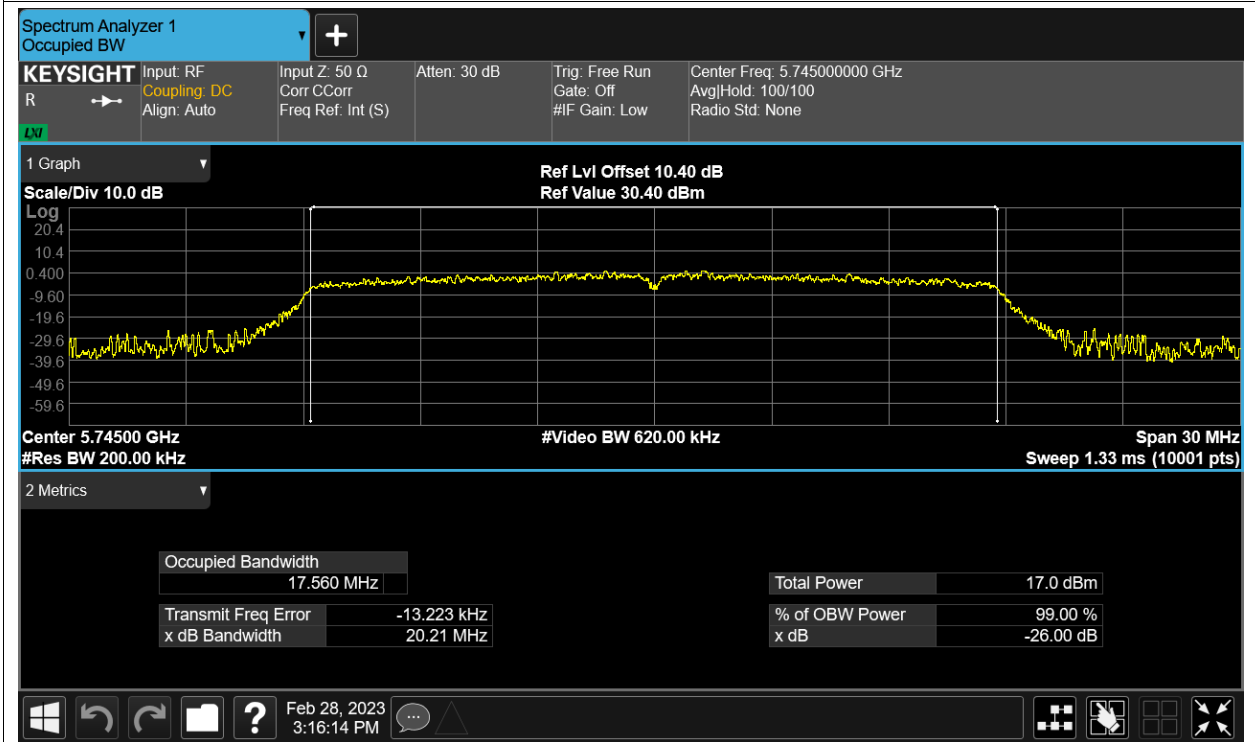 Spectrum Analyzer 1
Occupied BW
KEYSIGHT
R
LXI
Input: RF
Coupling: DC
Align: Auto
Input Z: 50 Ω
Corr CCorr
Freq Ref: Int (S)
Atten: 30 dB
Trig: Free Run
Gate: Off
#IF Gain: Low
Center Freq: 5.745000000 GHz
Avg|Hold: 100/100
Radio Std: None
1 Graph
Scale/Div 10.0 dB
Ref Lvl Offset 10.40 dB
Ref Value 30.40 dBm
Log
20.4
10.4
0.400
-9.60
-19.6
-29.6
-39.6
-49.6
-59.6
Center 5.74500 GHz
#Video BW 620.00 kHz
Span 30 MHz
#Res BW 200.00 kHz
Sweep 1.33 ms (10001 pts)
2 Metrics
Occupied Bandwidth
17.560 MHz
Total Power 17.0 dBm
Transmit Freq Error -13.223 kHz
% of OBW Power 99.00 %
x dB Bandwidth 20.21 MHz
x dB -26.00 dB
?
Feb 28, 2023
3:16:14 PM